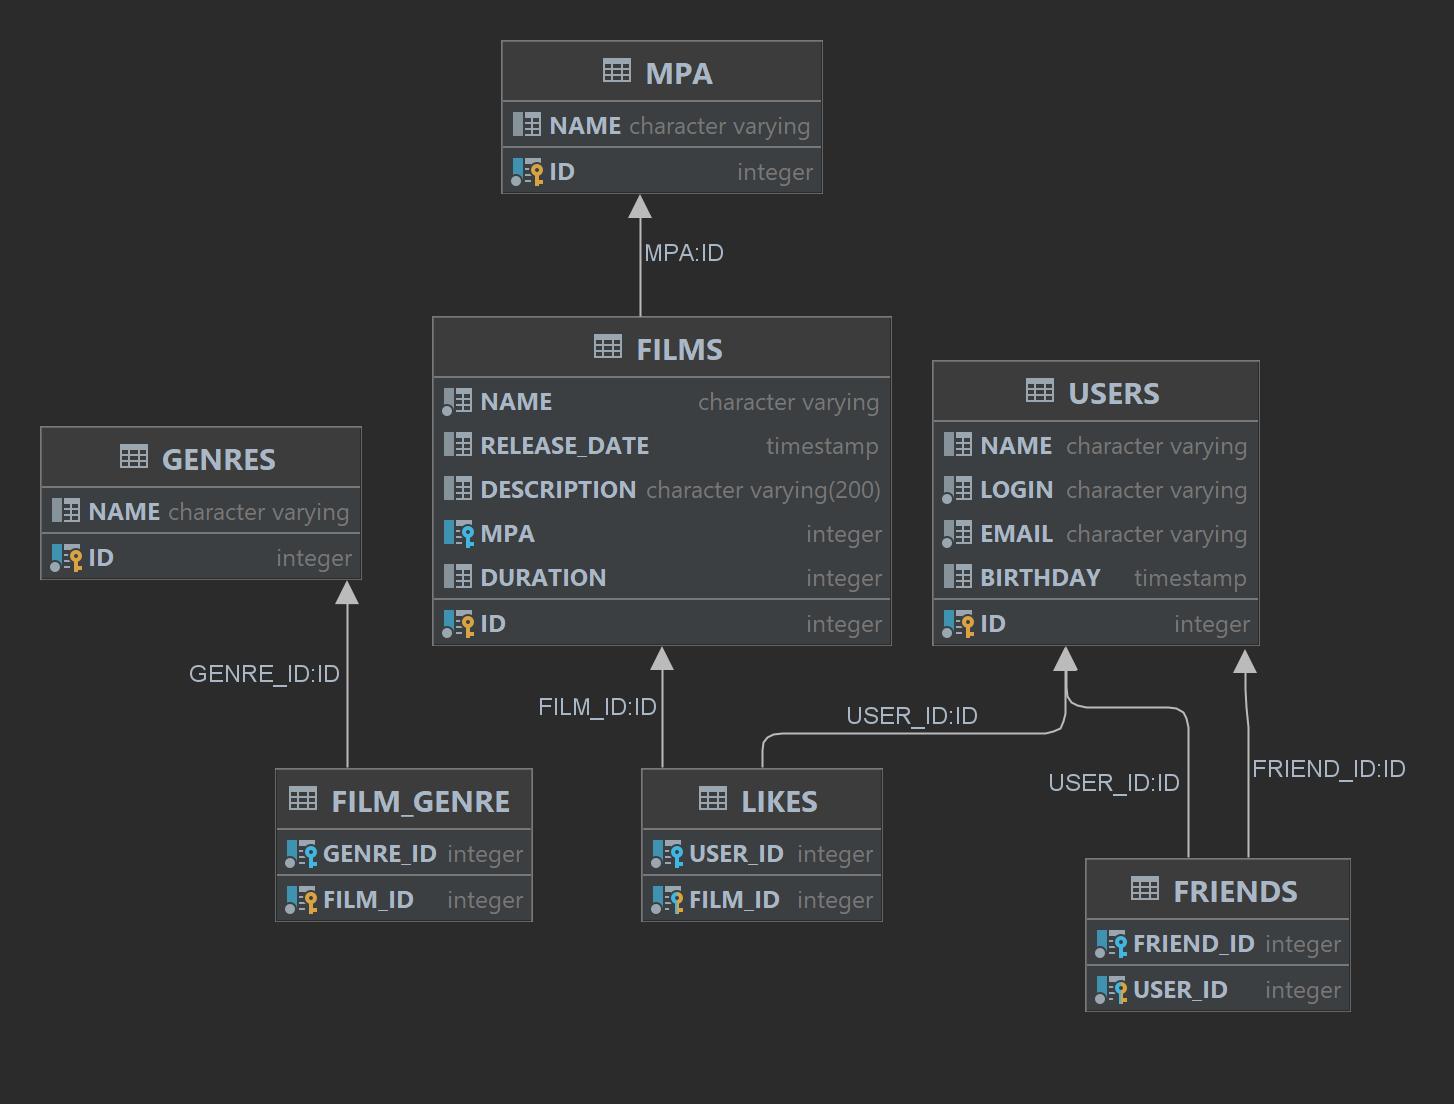 MPA
NAME character varying
ID integer
MPA:ID
FILMS
NAME character varying
RELEASE_DATE timestamp
DESCRIPTION character varying(200)
MPA integer
DURATION integer
ID integer
USERS
NAME character varying
LOGIN character varying
EMAIL character varying
BIRTHDAY timestamp
ID integer
GENRES
NAME character varying
ID integer
GENRE_ID:ID
FILM_ID:ID
USER_ID:ID
USER_ID:ID
FRIEND_ID:ID
FILM_GENRE
GENRE_ID integer
FILM_ID integer
LIKES
USER_ID integer
FILM_ID integer
FRIENDS
FRIEND_ID integer
USER_ID integer